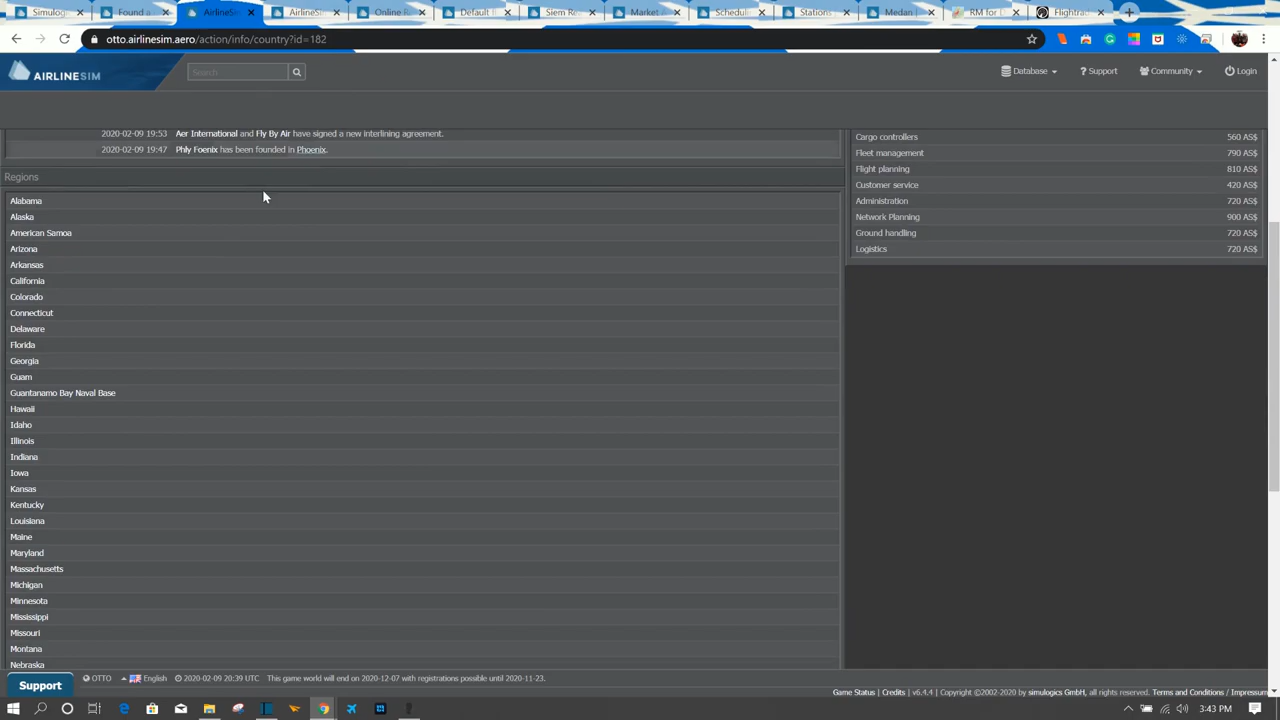 Simulog
Found a
AirlineSi
AirlineSi
Online R
Default I
Siem Re
Market A
Schedul
Stations
Medan |
RM for D
Flightra
otto.airlinesim.aero/action/info/country?id=182
AIRLINESIM
Search
Database
? Support
Community
Login
2020-02-09 19:53 Aer International and Fly By Air have signed a new interlining agreement.
2020-02-09 19:47 Phly Foenix has been founded in Phoenix.
Regions
Alabama
Alaska
American Samoa
Arizona
Arkansas
California
Colorado
Connecticut
Delaware
Florida
Georgia
Guam
Guantanamo Bay Naval Base
Hawaii
Idaho
Illinois
Indiana
Iowa
Kansas
Kentucky
Louisiana
Maine
Maryland
Massachusetts
Michigan
Minnesota
Mississippi
Missouri
Montana
Nebraska
Cargo controllers 560 AS$
Fleet management 790 AS$
Flight planning 810 AS$
Customer service 420 AS$
Administration 720 AS$
Network Planning 900 AS$
Ground handling 720 AS$
Logistics 720 AS$
Support
OTTO English 2020-02-09 20:39 UTC This game world will end on 2020-12-07 with registrations possible until 2020-11-23.
Game Status | Credits | v6.4.4 | Copyright ©2002-2020 by simulogics GmbH, all rights reserved. Terms and Conditions / Impressum
3:43 PM